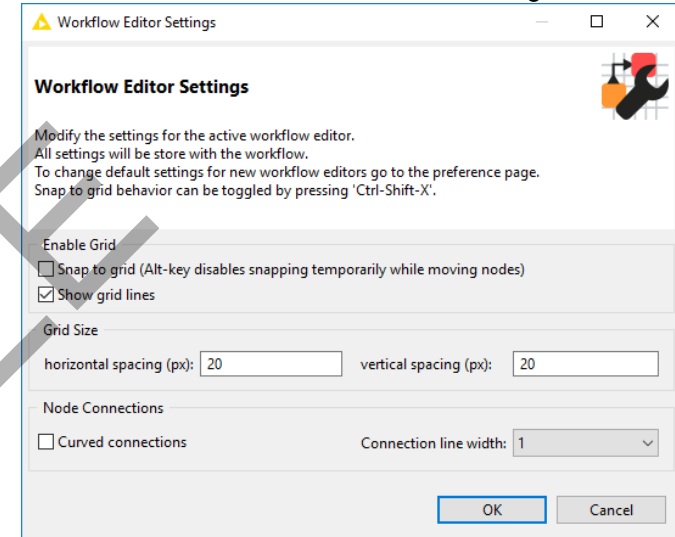 Workflow Editor Settings
Workflow Editor Settings
Modify the settings for the active workflow editor.
All settings will be store with the workflow.
To change default settings for new workflow editors go to the preference page.
Snap to grid behavior can be toggled by pressing 'Ctrl-Shift-X'.
Enable Grid
Snap to grid (Alt-key disables snapping temporarily while moving nodes)
Show grid lines
Grid Size
horizontal spacing (px): 20 vertical spacing (px): 20
Node Connections
Curved connections Connection line width: 1
OK Cancel